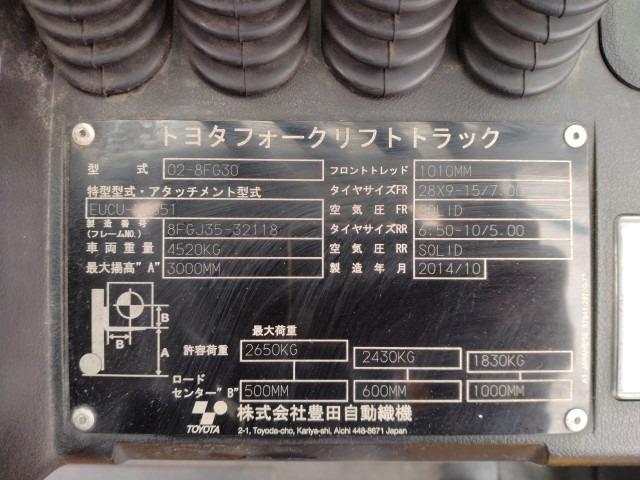 トヨタフォークリフトトラック
型式 02-8FG30 フロントトレッド 1010MM
特型型式・アタッチメント型式 タイヤサイズFR 28X9-15/7.00
空気圧FR SOLID
製造番号(フレームNO.) 8FGJ35-32118 タイヤサイズRR 6.50-10/5.00
車両重量 4520KG 空気圧RR SOLID
最大揚高"A" 3000MM 製造年月 2014/10
B
B A
最大荷重
許容荷重 2650KG 2430KG 1830KG
ロード
センター"B" 500MM 600MM 1000MM
TOYOTA 株式会社豊田自動織機
2-1, Toyoda-cho, Kariya-shi, Aichi 448-8671 Japan